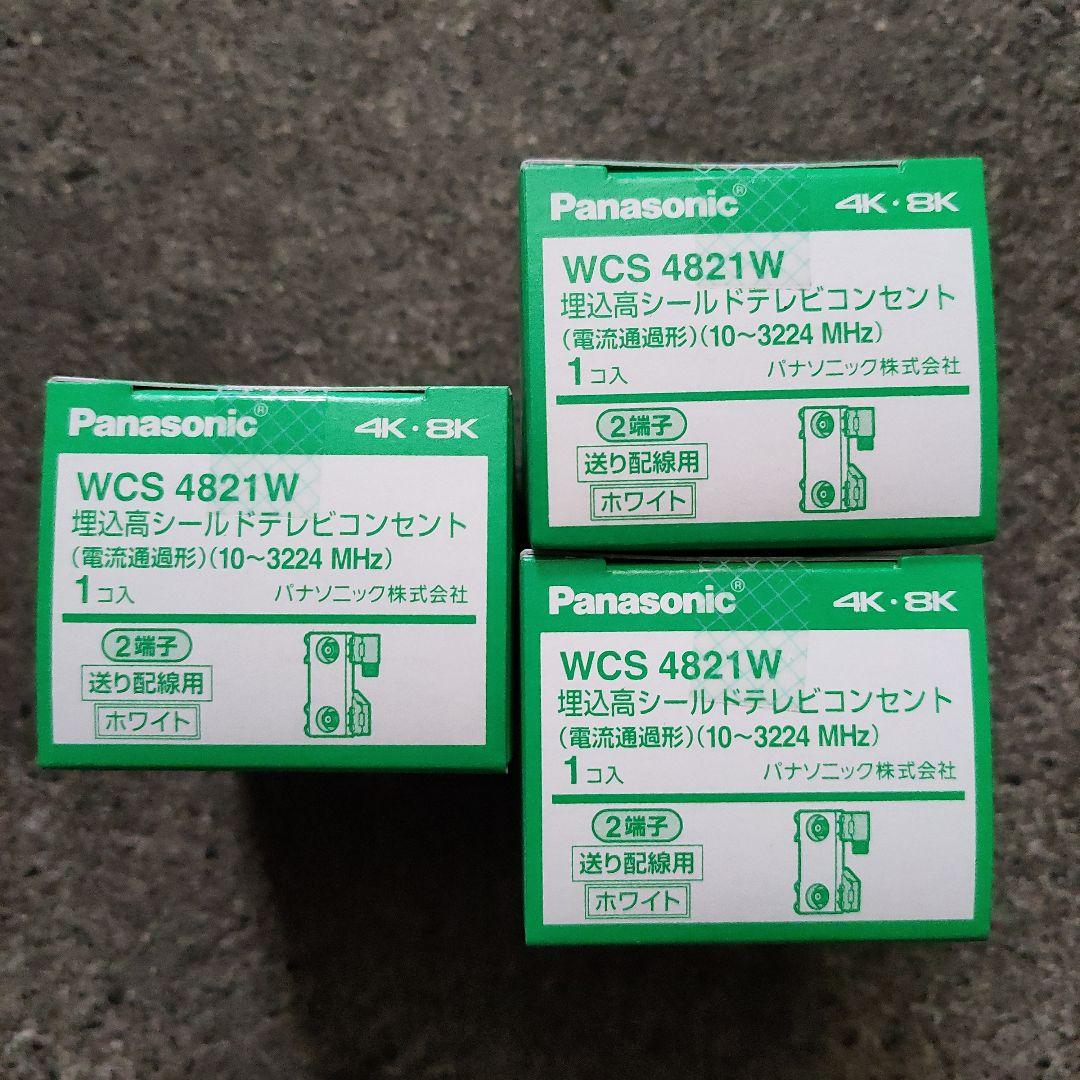 Panasonic® 4K・8K
WCS 4821W
埋込高シールドテレビコンセント
(電流通過形)(10～3224 MHz)
1コ入 パナソニック株式会社
2端子
送り配線用
ホワイト
Panasonic® 4K・8K
WCS 4821W
埋込高シールドテレビコンセント
(電流通過形)(10～3224 MHz)
1コ入 パナソニック株式会社
2端子
送り配線用
ホワイト
Panasonic® 4K・8K
WCS 4821W
埋込高シールドテレビコンセント
(電流通過形)(10～3224 MHz)
1コ入 パナソニック株式会社
2端子
送り配線用
ホワイト